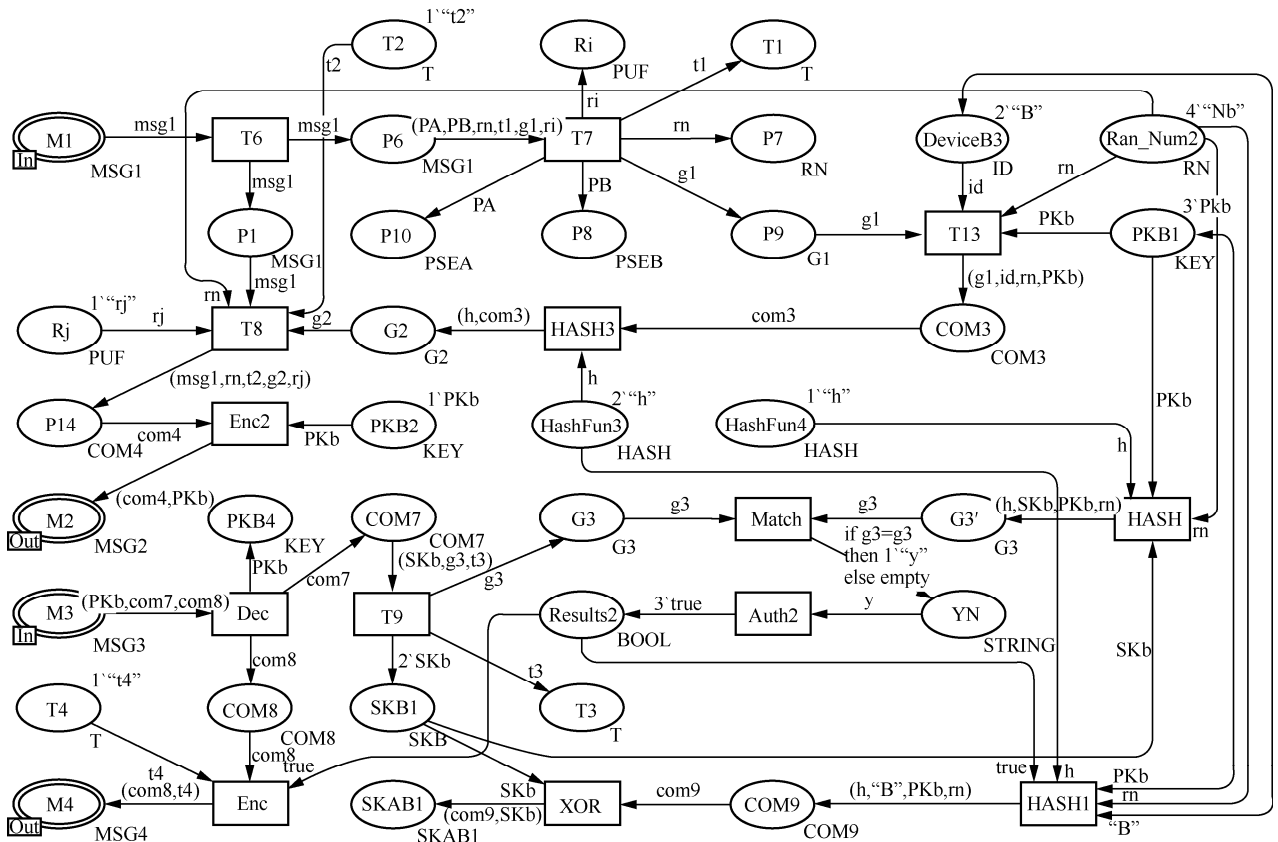 1`“t2”
T2
T
t2
Ri
PUF
ri
T1
T
t1
M1
In
MSG1
msg1
T6
msg1
P6
MSG1
(PA,PB,rn,t1,g1,ri)
T7
rn
P7
RN
2`“B”
DeviceB3
ID
4`“Nb”
Ran_Num2
RN
msg1
PA
PB
g1
id
rn
P1
MSG1
P10
PSEA
P8
PSEB
P9
G1
g1
T13
PKb
3`Pkb
PKB1
KEY
msg1
rn
(g1,id,rn,PKb)
1`“rj”
Rj
PUF
rj
T8
g2
G2
G2
(h,com3)
HASH3
com3
COM3
COM3
(msg1,rn,t2,g2,rj)
h
P14
COM4
com4
Enc2
PKb
1`PKb
PKB2
KEY
2`“h”
HashFun3
HASH
1`“h”
HashFun4
HASH
PKb
h
(com4,PKb)
M2
Out
MSG2
PKB4
KEY
COM7
COM7
G3
G3
g3
Match
g3
G3′
G3
(h,SKb,PKb,rn)
HASH
rn
PKb
com7
(SKb,g3,t3)
g3
if g3=g3
then 1`“y”
else empty
M3
In
MSG3
(PKb,com7,com8)
Dec
T9
Results2
BOOL
3`true
Auth2
y
YN
STRING
SKb
com8
2`SKb
t3
1`“t4”
T4
T
COM8
COM8
SKB1
SKB
T3
T
com8
true
t4
SKb
true
h
PKb
M4
Out
MSG4
(com8,t4)
Enc
SKAB1
SKAB1
(com9,SKb)
XOR
com9
COM9
COM9
(h,“B”,PKb,rn)
HASH1
rn
“B”